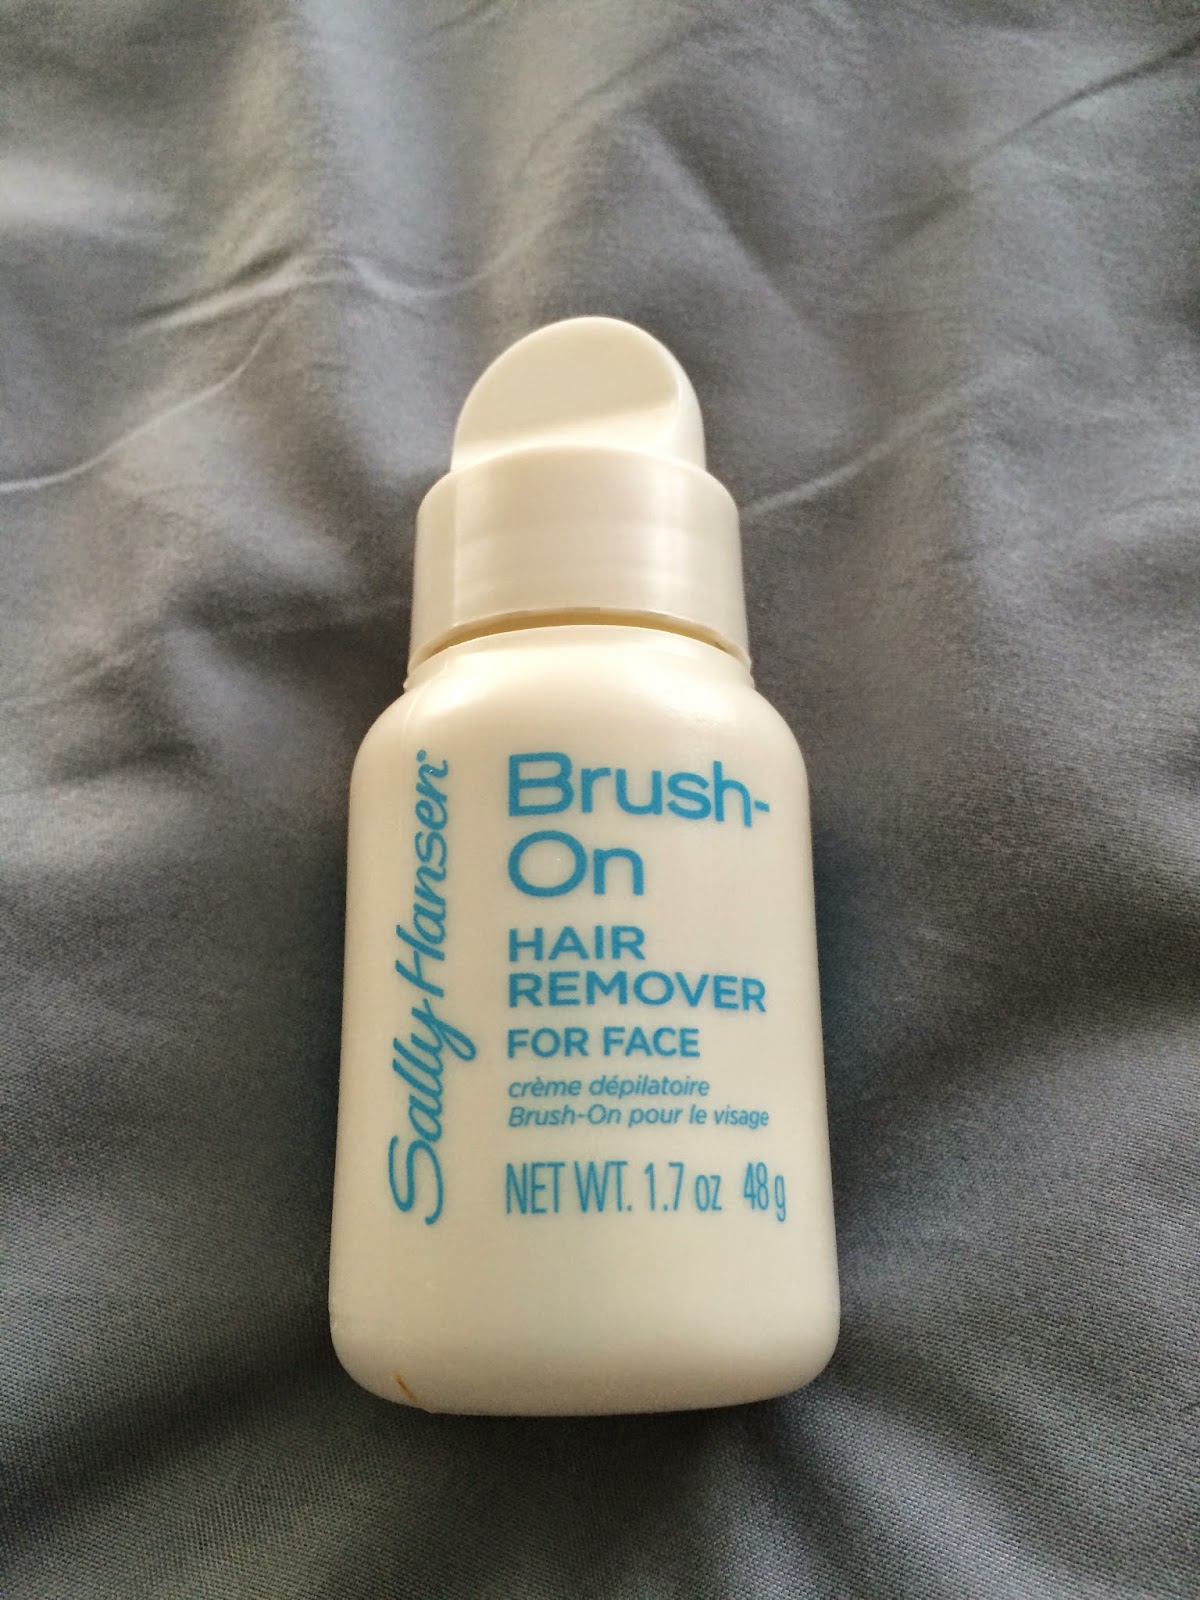 Sally Hansen
Brush-
On
HAIR
REMOVER
FOR FACE
crème dépilatoire
Brush-On pour le visage
NET WT. 1.7 oz 48 g